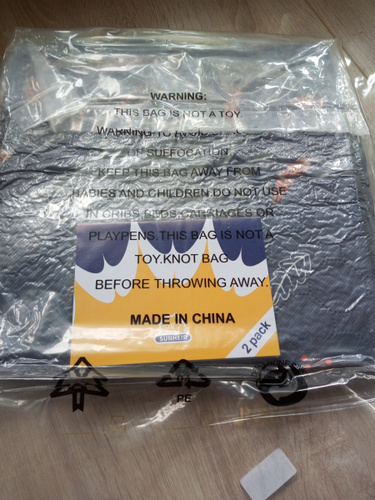 WARNING:
THIS BAG IS NOT A TOY.
WARNING:TO
OF SUEFOCATION
KEEP THIS BAG AWAY FROM
BABIES AND CHILDREN DO NOT USE
IN CRIBS,BEDS,CARRIAGES OR
PLAYPENS.THIS BAG IS NOT A
TOY.KNOT BAG
BEFORE THROWING AWAY.
MADE IN CHINA
2 pack
PE